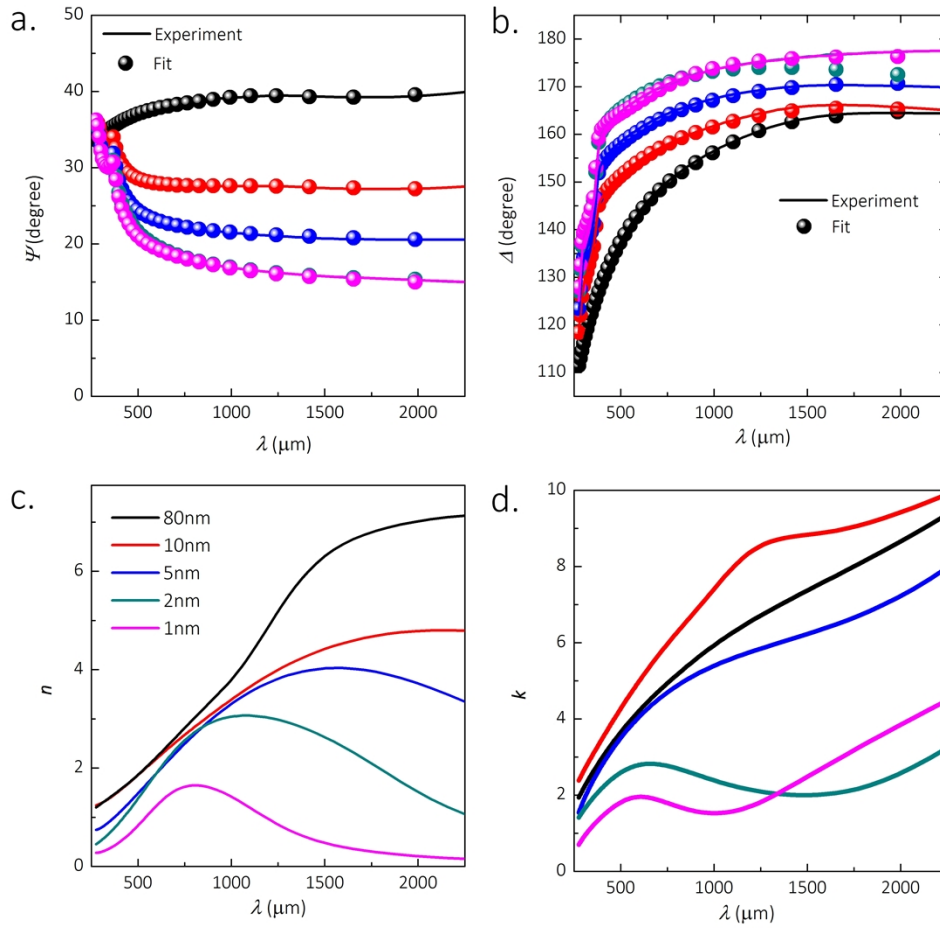 a.
50
40
30
20
10
0
Ψ (degree)
Experiment
Fit
500 1000 1500 2000
λ (μm)
b.
180
170
160
150
140
130
120
110
Δ (degree)
Experiment
Fit
500 1000 1500 2000
λ (μm)
c.
6
4
2
0
n
80nm
10nm
5nm
2nm
1nm
500 1000 1500 2000
λ (μm)
d.
10
8
6
4
2
0
k
500 1000 1500 2000
λ (μm)